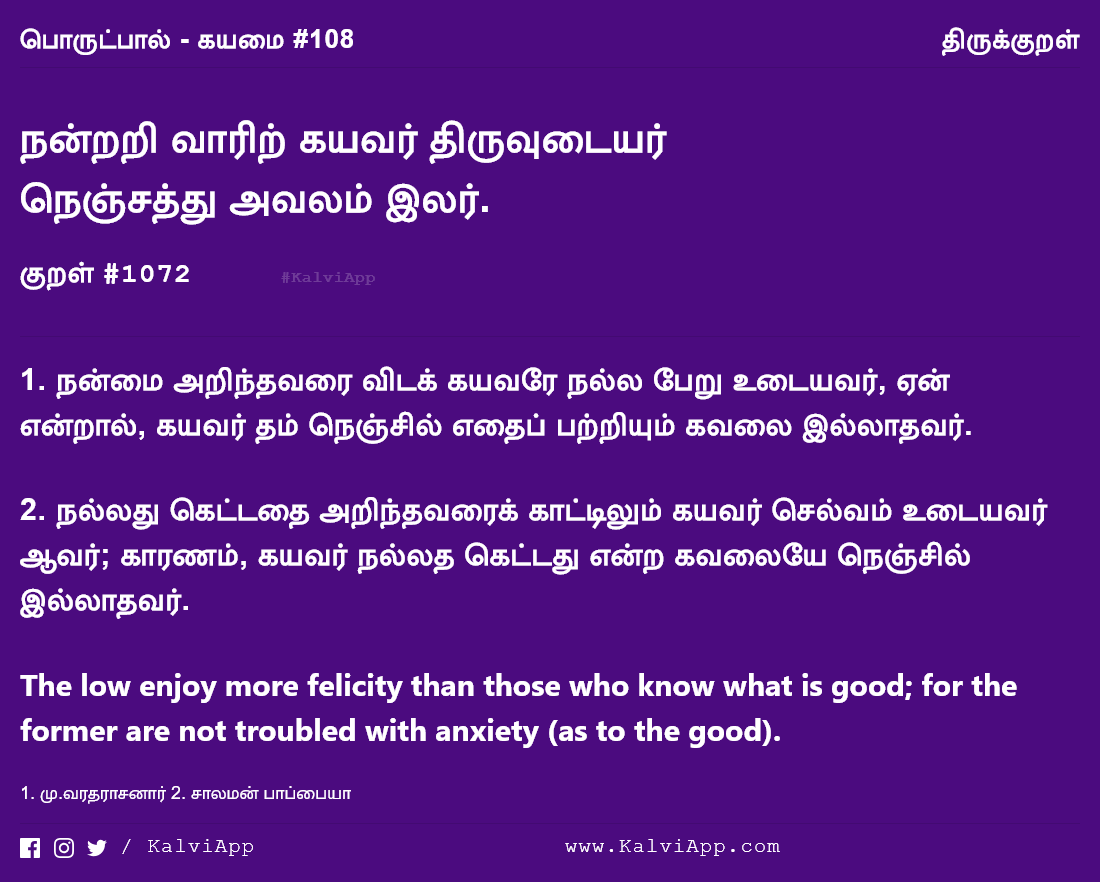 பொருட்பால் - கயமை #108 திருக்குறள்
நன்றறி வாரிற் கயவர் திருவுடையர்
நெஞ்சத்து அவலம் இலர்.
குறள் #1072 #KalviApp
1. நன்மை அறிந்தவரை விடக் கயவரே நல்ல பேறு உடையவர், ஏன்
என்றால், கயவர் தம் நெஞ்சில் எதைப் பற்றியும் கவலை இல்லாதவர்.
2. நல்லது கெட்டதை அறிந்தவரைக் காட்டிலும் கயவர் செல்வம் உடையவர்
ஆவர்; காரணம், கயவர் நல்லத கெட்டது என்ற கவலையே நெஞ்சில்
இல்லாதவர்.
The low enjoy more felicity than those who know what is good; for the
former are not troubled with anxiety (as to the good).
1. மு.வரதராசனார் 2. சாலமன் பாப்பையா
/ KalviApp www.KalviApp.com